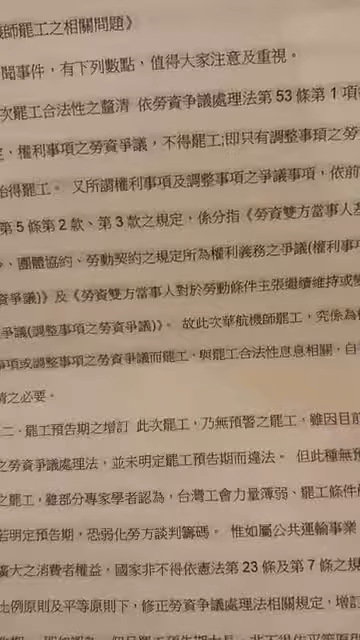 師罷工之相關問題》
聞事件，有下列數點，值得大家注意及重視。
次罷工合法性之釐清 依勞資爭議處理法第 53 條第 1 項
，權利事項之勞資爭議，不得罷工;即只有調整事項之勞
始得罷工。 又所謂權利事項及調整事項之爭議事項，依前
第 5 條第 2 款、第 3 款之規定，係分指《勞資雙方當事人
、團體協約、勞動契約之規定所為權利義務之爭議(權利事
資爭議)》及《勞資雙方當事人對於勞動條件主張繼續維持或
爭議(調整事項之勞資爭議)》。 故此次華航機師罷工，究係為
事項或調整事項之勞資爭議而罷工，與罷工合法性息息相關，自
清之必要。
二．罷工預告期之增訂 此次罷工，乃無預警之罷工，雖因目前
之勞資爭議處理法，並未明定罷工預告期而違法。 但此種無預
之罷工，雖部分專家學者認為，台灣工會力量薄弱、罷工條件
若明定預告期，恐弱化勞方談判籌碼。 惟如屬公共運輸事業
廣大之消費者權益，國家非不得依憲法第 23 條及第 7 條之規
比例原則及平等原則下，修正勞資爭議處理法相關規定，增訂